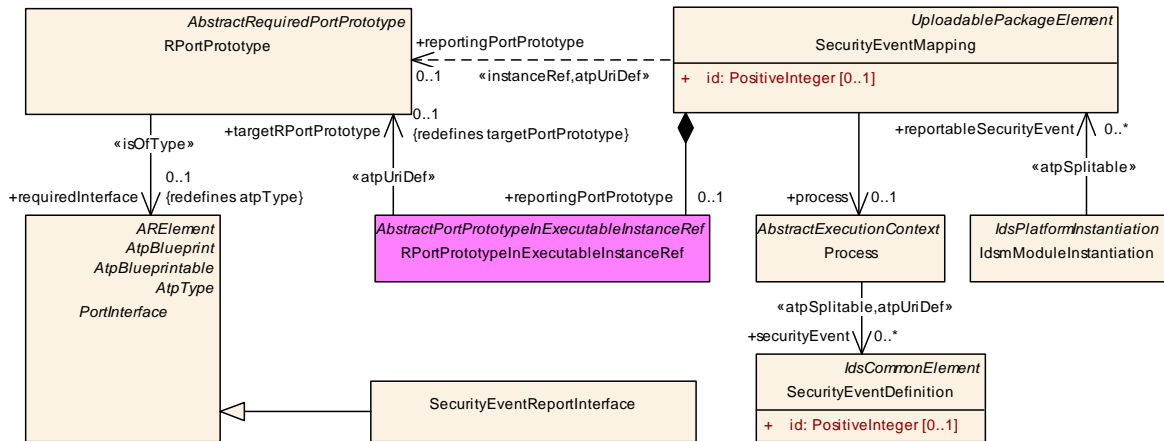 AbstractRequiredPortPrototype
RPortPrototype
+reportingPortPrototype
0..1
«instanceRef,atpUriDef»
UploadablePackageElement
SecurityEventMapping
+ id: PositiveInteger [0..1]
0..1
+targetRPortPrototype
{redefines targetPortPrototype}
«isOfType»
+reportableSecurityEvent
0..*
«atpUriDef»
«atpSplitable»
0..1
+requiredInterface
{redefines atpType}
+reportingPortPrototype
0..1
+process
0..1
ARElement
AtpBlueprint
AtpBlueprintable
AtpType
PortInterface
AbstractPortPrototypeInExecutableInstanceRef
RPortPrototypeInExecutableInstanceRef
AbstractExecutionContext
Process
IdsPlatformInstantiation
IdsmModuleInstantiation
«atpSplitable,atpUriDef»
+securityEvent
0..*
SecurityEventReportInterface
IdsCommonElement
SecurityEventDefinition
+ id: PositiveInteger [0..1]